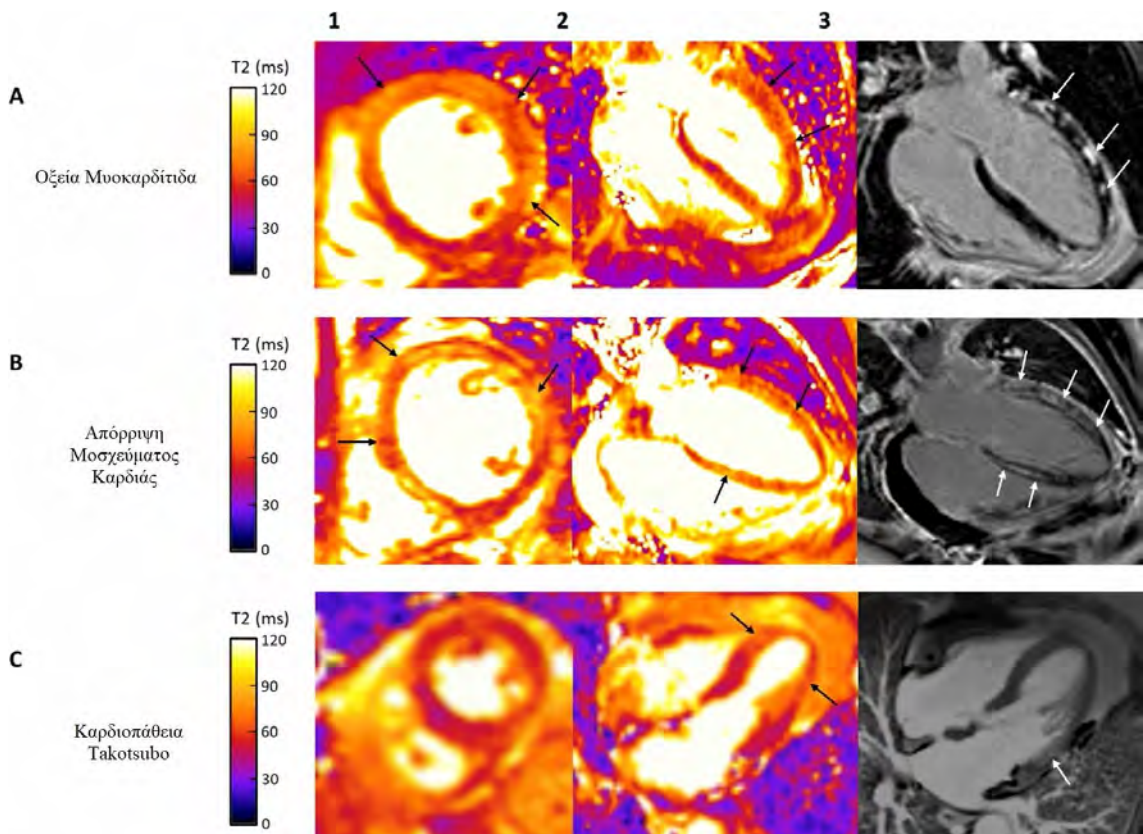 1 2 3
A
Οξεία Μυοκαρδίτιδα
T2 (ms)
120
90
60
30
0
B
Απόρριψη
Μοσχεύματος
Καρδιάς
T2 (ms)
120
90
60
30
0
C
Καρδιοπάθεια
Takotsubo
T2 (ms)
120
90
60
30
0